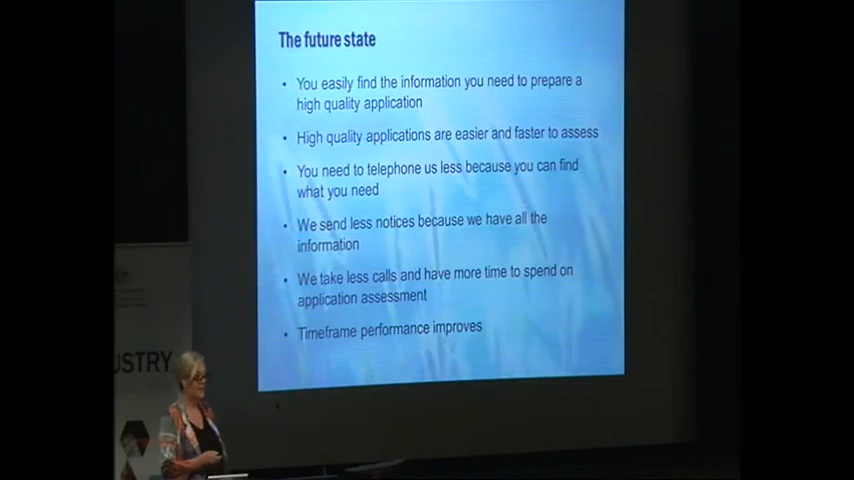 The future state
• You easily find the information you need to prepare a
high quality application
• High quality applications are easier and faster to assess
• You need to telephone us less because you can find
what you need
• We send less notices because we have all the
information
• We take less calls and have more time to spend on
application assessment
• Timeframe performance improves
USTRY